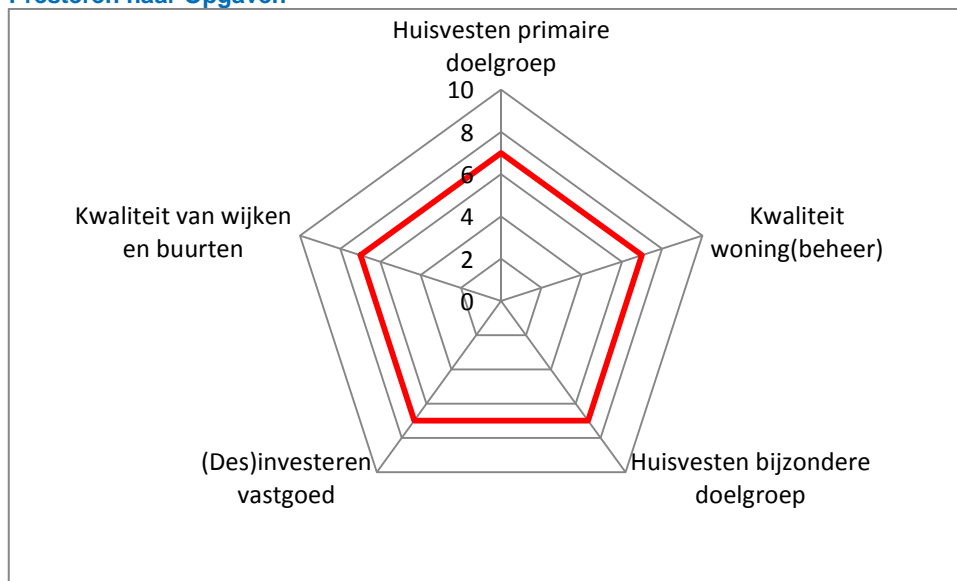 Presteren naar Opgaven
Huisvesten primaire
doelgroep
10
8
6
4
2
0
Kwaliteit
woning(beheer)
Huisvesten bijzondere
doelgroep
(Des)investeren
vastgoed
Kwaliteit van wijken
en buurten